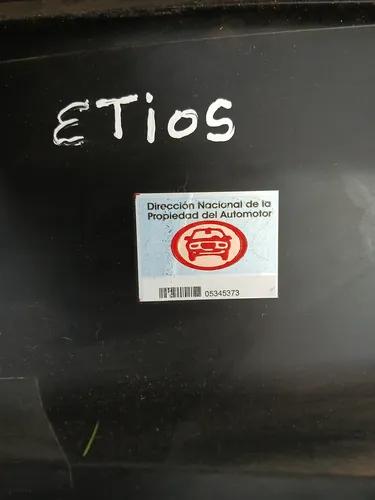 ETiOS
Dirección Nacional de la
Propiedad del Automotor
05345373